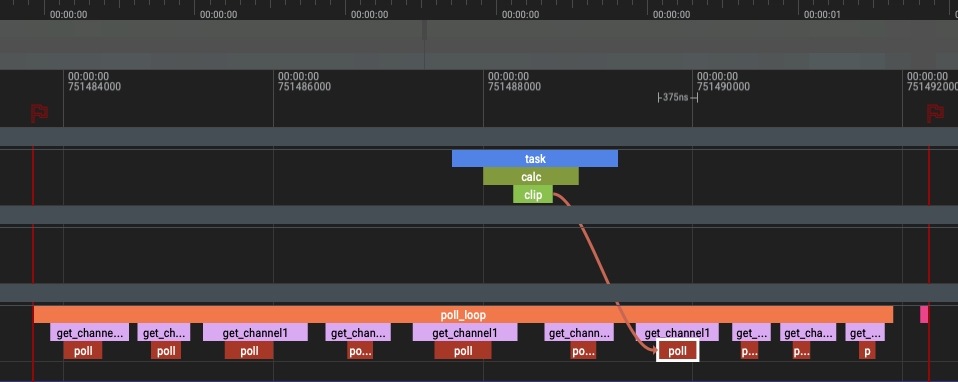 00:00:00 00:00:00 00:00:00 00:00:00 00:00:00 00:00:01
00:00:00 00:00:00 00:00:00 00:00:00 00:00:00
751484000 751486000 751488000 751490000 751492000
375ns
task
calc
clip
poll_loop
get_channe... get_ch... get_channel1 get_chan... get_channel1 get_chann... get_channel1 get_... get_cha... get_...
poll poll poll po... poll po... poll p... p... p